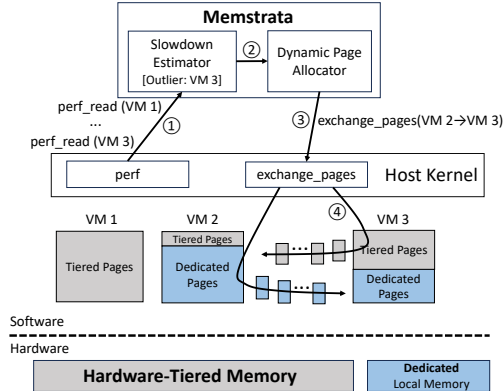 Memstrata
Slowdown
Estimator
[Outlier: VM 3]
②
Dynamic Page
Allocator
perf_read (VM 1)
...
perf_read (VM 3)
①
③
exchange_pages(VM 2→VM 3)
perf
exchange_pages
Host Kernel
④
VM 1
VM 2
VM 3
Tiered Pages
Tiered Pages
Dedicated
Pages
...
...
Tiered Pages
Dedicated
Pages
Software
Hardware
Hardware-Tiered Memory
Dedicated
Local Memory